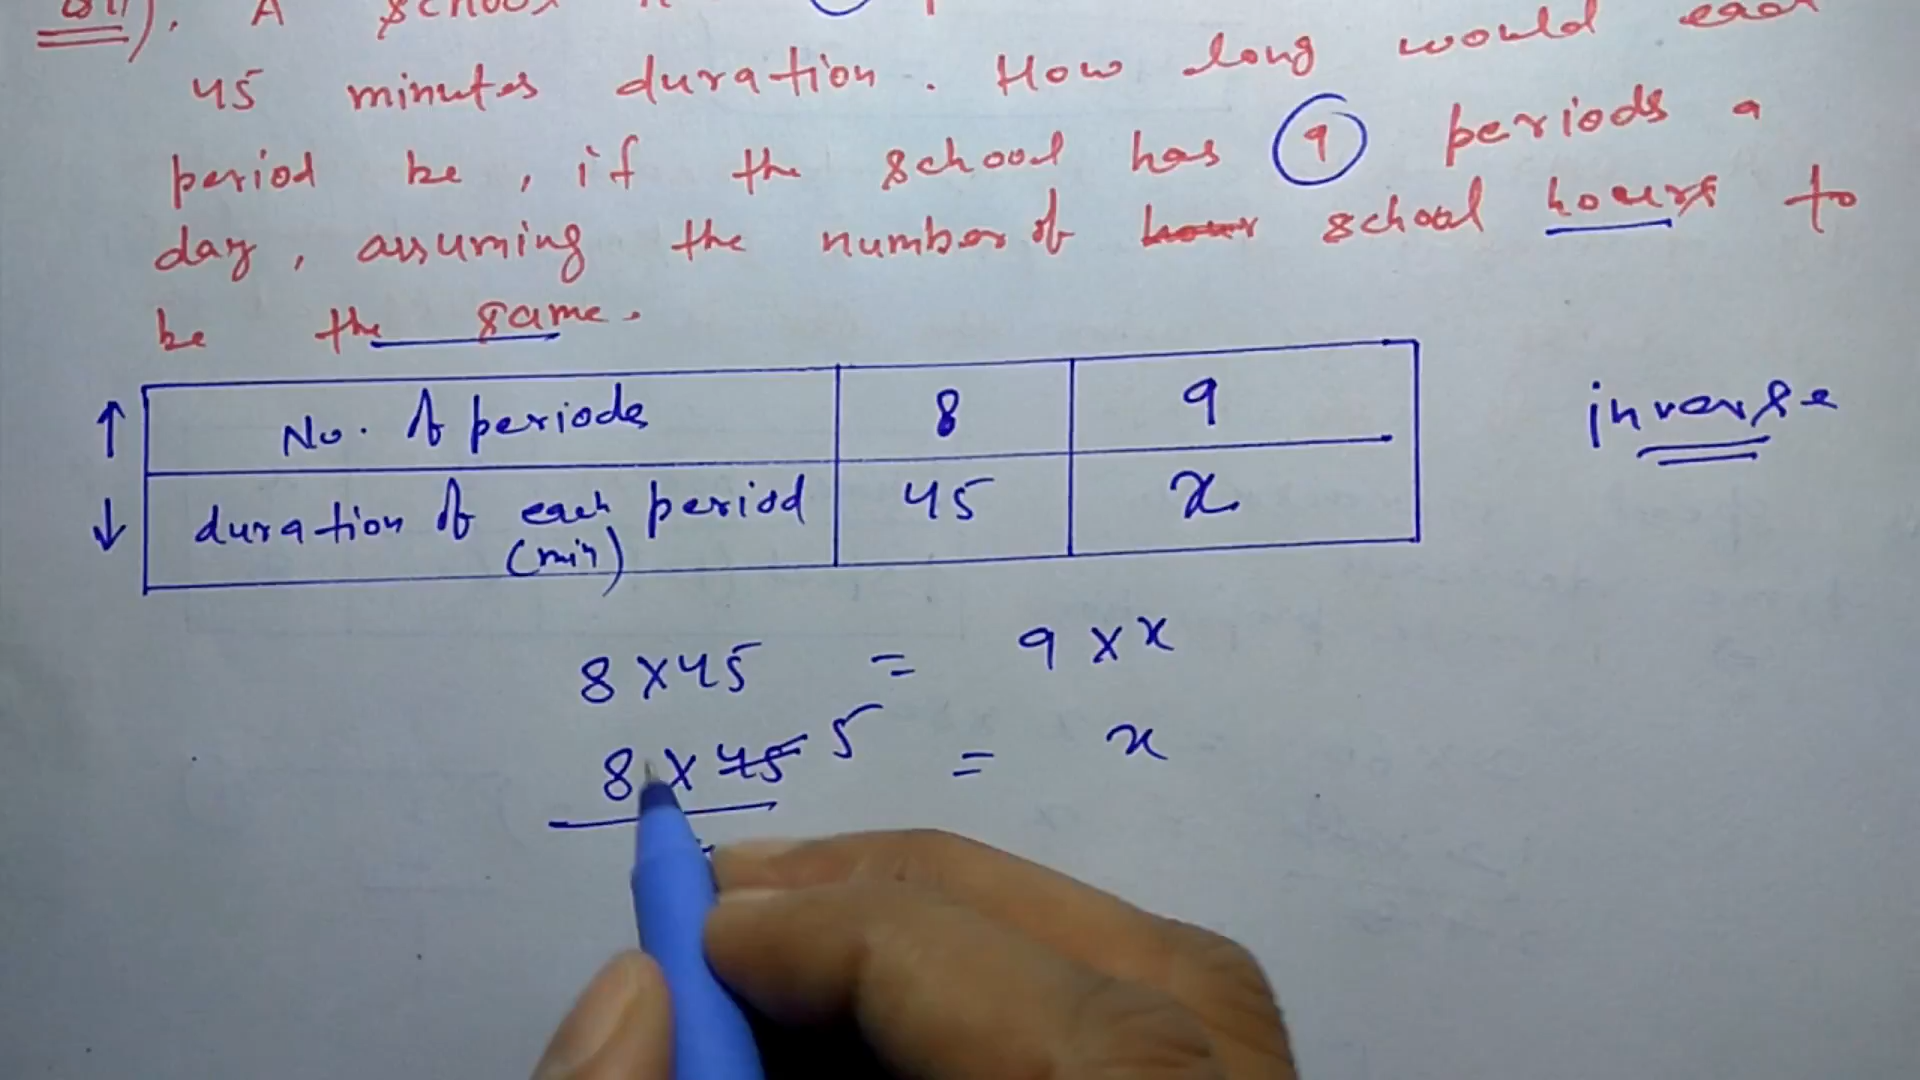 A school
45 minutes duration. How long would each
period be, if the school has 9 periods a
day, assuming the number of hour school hours to
be the same.
↑ No. of periods 8 9
inverse
↓ duration of each period 45 x
(min)
8 x 45 = 9 x x
8 x 45 5 = x